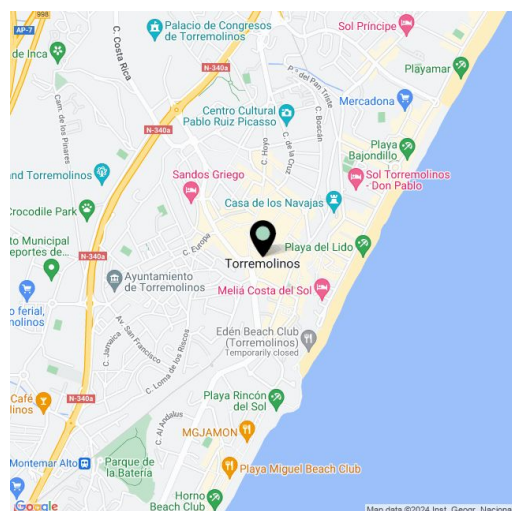 998
AP-7
Palacio de Congresos
de Torremolinos
Sol Príncipe
de Inca
C. Costa Rica
N-340a
Playamar
P.º del Pan Triste
Mercadona
Cam. de los Pinares
Centro Cultural
Pablo Ruiz Picasso
C. Boscán
N-340a
C. Hoyo
C. de la Cruz
Playa
Bajondillo
and Torremolinos
Sandos Griego
Sol Torremolinos
- Don Pablo
Casa de los Navajas
Crocodile Park
to Municipal
eportes de...
C. Europa
Playa del Lido
N-340a
Torremolinos
Ayuntamiento
de Torremolinos
Meliá Costa del Sol
o ferial,
nolinos
Av. San Francisco
Edén Beach Club
(Torremolinos)
Temporarily closed
C. Jamaica
C. Loma de los Riscos
N-340a
Café,
linos
Playa Rincón
del Sol
C. Al Andalus
MGJAMON
Montemar Alto
Parque de
la Batería
Playa Miguel Beach Club
Horno
Beach
Google
Map data ©2024 Inst. Geogr. Naciona